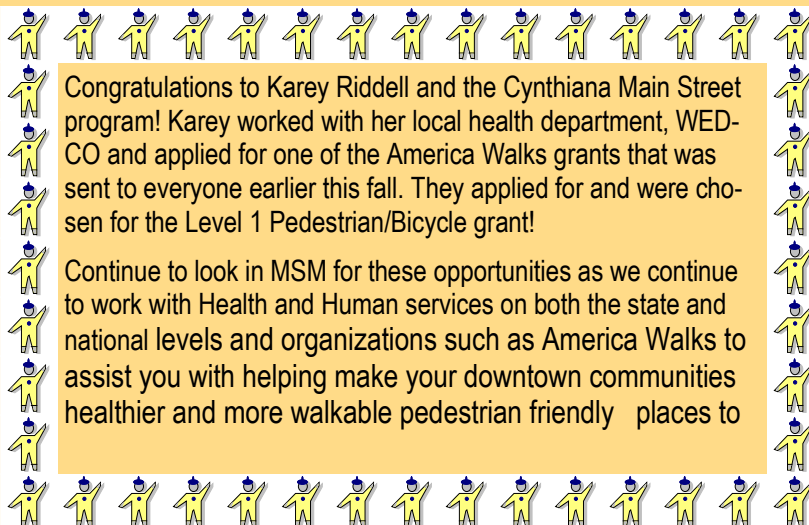 Congratulations to Karey Riddell and the Cynthiana Main Street
program! Karey worked with her local health department, WED-
CO and applied for one of the America Walks grants that was
sent to everyone earlier this fall. They applied for and were cho-
sen for the Level 1 Pedestrian/Bicycle grant!
Continue to look in MSM for these opportunities as we continue
to work with Health and Human services on both the state and
national levels and organizations such as America Walks to
assist you with helping make your downtown communities
healthier and more walkable pedestrian friendly places to